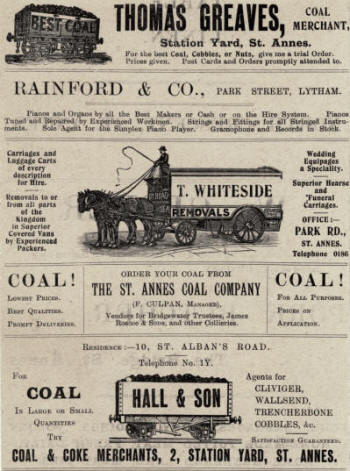 BEST COAL
THOMAS GREAVES, COAL MERCHANT,
Station Yard, St. Annes.
For the best Coal, Cobbles, or Nuts, give me a trial Order.
Prices given. Post Cards and Orders promptly attended to.
RAINFORD & CO., PARK STREET, LYTHAM.
Pianos and Organs by all the Best Makers or Cash or on the Hire System. Pianos
Tuned and Repaired by Experienced Workmen. Strings and Fittings for all Stringed Instru-
ments. Sole Agent for the Simplex Piano Player. Gramophone and Records in Stock.
Carriages and
Luggage Carts
of every
description
for Hire.
Removals to or
from all parts
of the
Kingdom
in Superior
Covered Vans
by Experienced
Packers.
T. WHITESIDE
REMOVALS
Wedding
Equipages
a Speciality.
Superior Hearse
and
Funeral
Carriages.
OFFICE:—
PARK RD.,
ST. ANNES.
Telephone 0186
COAL!
LOWEST PRICES.
BEST QUALITIES.
PROMPT DELIVERIES.
ORDER YOUR COAL FROM
THE ST. ANNES COAL COMPANY
(F. CULPAN, MANAGER),
Vendors for Bridgewater Trustees, James
Roscoe & Sons, and other Collieries.
COAL!
FOR ALL PURPOSES.
PRICES ON
APPLICATION.
RESIDENCE:—10, ST. ALBAN'S ROAD.
Telephone No. 1Y.
FOR
COAL
IN LARGE OR SMALL
QUANTITIES
TRY
HALL & SON
Agents for
CLIVIGER,
WALLSEND,
TRENCHERBONE
COBBLES, &c.
SATISFACTION GUARANTEED.
COAL & COKE MERCHANTS, 2, STATION YARD, ST. ANNES.